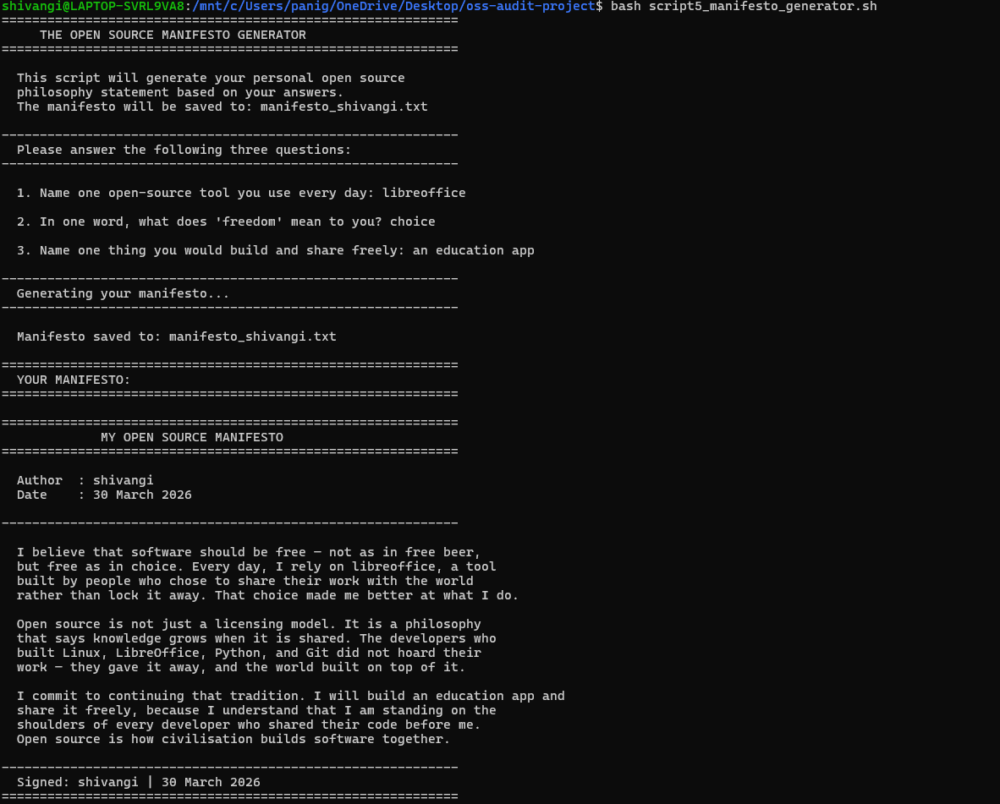 shivangi@LAPTOP-SVRL9VA8:/mnt/c/Users/panig/OneDrive/Desktop/oss-audit-project$ bash script5_manifesto_generator.sh
============================================================
     THE OPEN SOURCE MANIFESTO GENERATOR
============================================================
  This script will generate your personal open source
  philosophy statement based on your answers.
  The manifesto will be saved to: manifesto_shivangi.txt
------------------------------------------------------------
  Please answer the following three questions:
------------------------------------------------------------
  1. Name one open-source tool you use every day: libreoffice
  2. In one word, what does 'freedom' mean to you? choice
  3. Name one thing you would build and share freely: an education app
------------------------------------------------------------
  Generating your manifesto...
------------------------------------------------------------
  Manifesto saved to: manifesto_shivangi.txt
============================================================
  YOUR MANIFESTO:
============================================================
============================================================
             MY OPEN SOURCE MANIFESTO
============================================================
  Author  : shivangi
  Date    : 30 March 2026
------------------------------------------------------------
  I believe that software should be free — not as in free beer,
  but free as in choice. Every day, I rely on libreoffice, a tool
  built by people who chose to share their work with the world
  rather than lock it away. That choice made me better at what I do.
  Open source is not just a licensing model. It is a philosophy
  that says knowledge grows when it is shared. The developers who
  built Linux, LibreOffice, Python, and Git did not hoard their
  work — they gave it away, and the world built on top of it.
  I commit to continuing that tradition. I will build an education app and
  share it freely, because I understand that I am standing on the
  shoulders of every developer who shared their code before me.
  Open source is how civilisation builds software together.
------------------------------------------------------------
  Signed: shivangi | 30 March 2026
============================================================